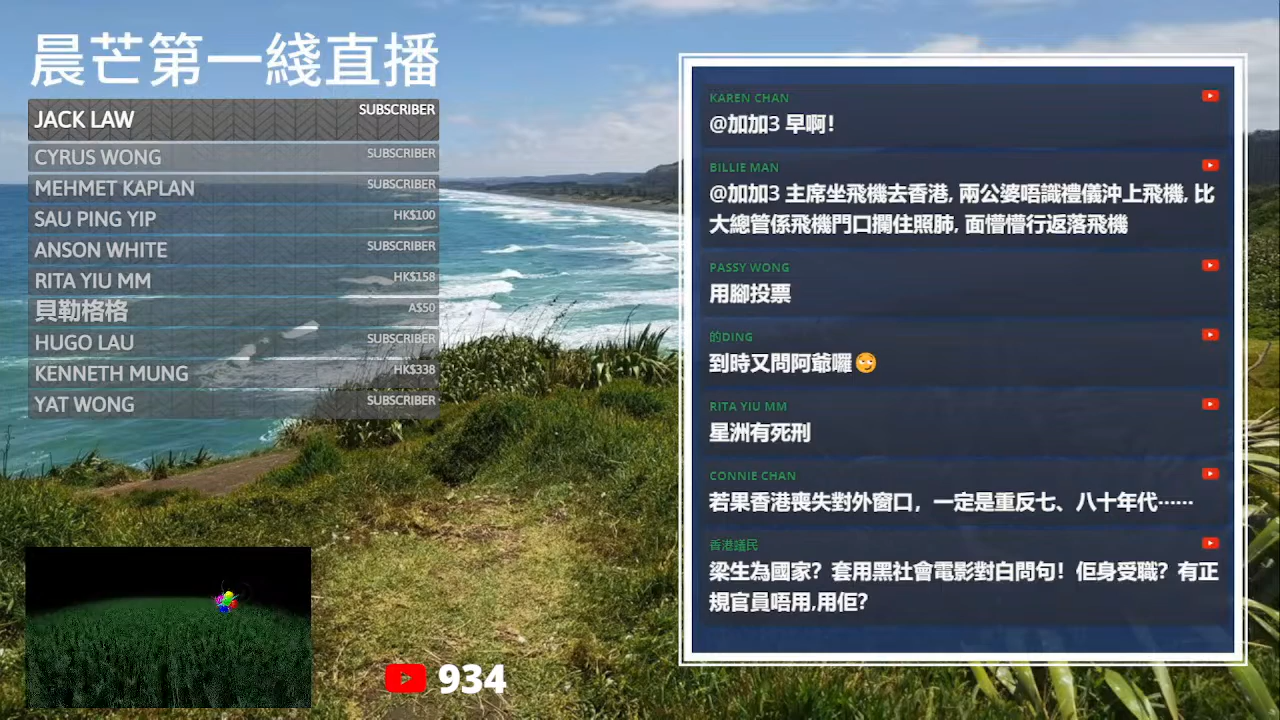 晨芒第一綫直播
JACK LAW SUBSCRIBER
CYRUS WONG SUBSCRIBER
MEHMET KAPLAN SUBSCRIBER
SAU PING YIP HK$100
ANSON WHITE SUBSCRIBER
RITA YIU MM HK$158
貝勒格格 A$50
HUGO LAU SUBSCRIBER
KENNETH MUNG HK$338
YAT WONG SUBSCRIBER
934
KAREN CHAN
@加加3 早啊!
BILLIE MAN
@加加3 主席坐飛機去香港, 兩公婆唔識禮儀沖上飛機, 比
大總管係飛機門口攔住照肺, 面懵懵行返落飛機
PASSY WONG
用腳投票
的DING
到時又問阿爺囉🙄
RITA YIU MM
星洲有死刑
CONNIE CHAN
若果香港喪失對外窗口，一定是重反七、八十年代⋯⋯
香港議民
梁生為國家？套用黑社會電影對白問句！佢身受職？有正
規官員唔用,用佢?